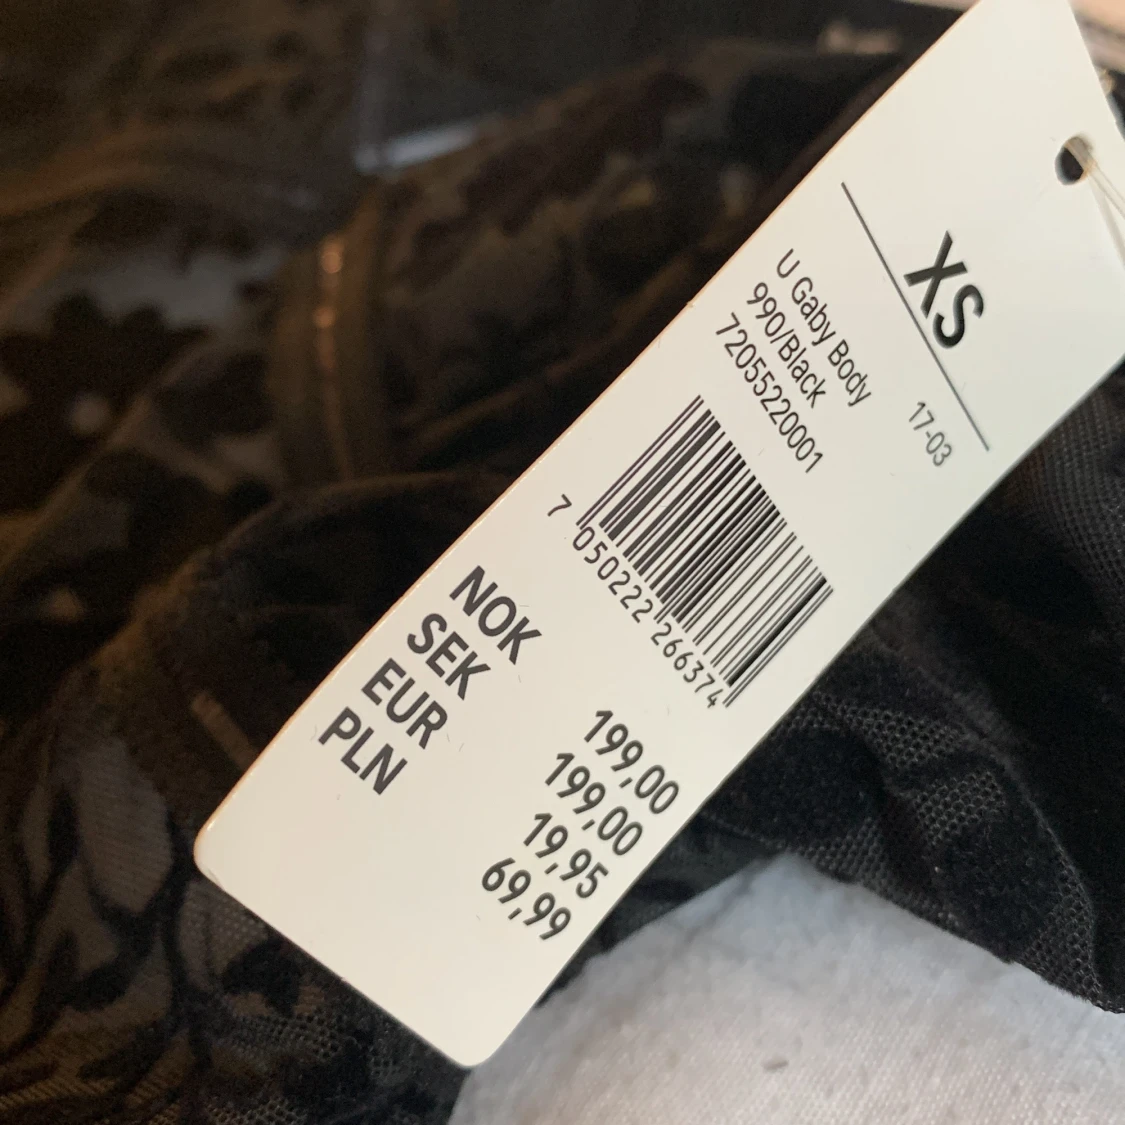 XS
17-03
U Gaby Body
990/Black
72055220001
7 050222 266374
NOK 199,00
SEK 199,00
EUR 19,95
PLN 69,99